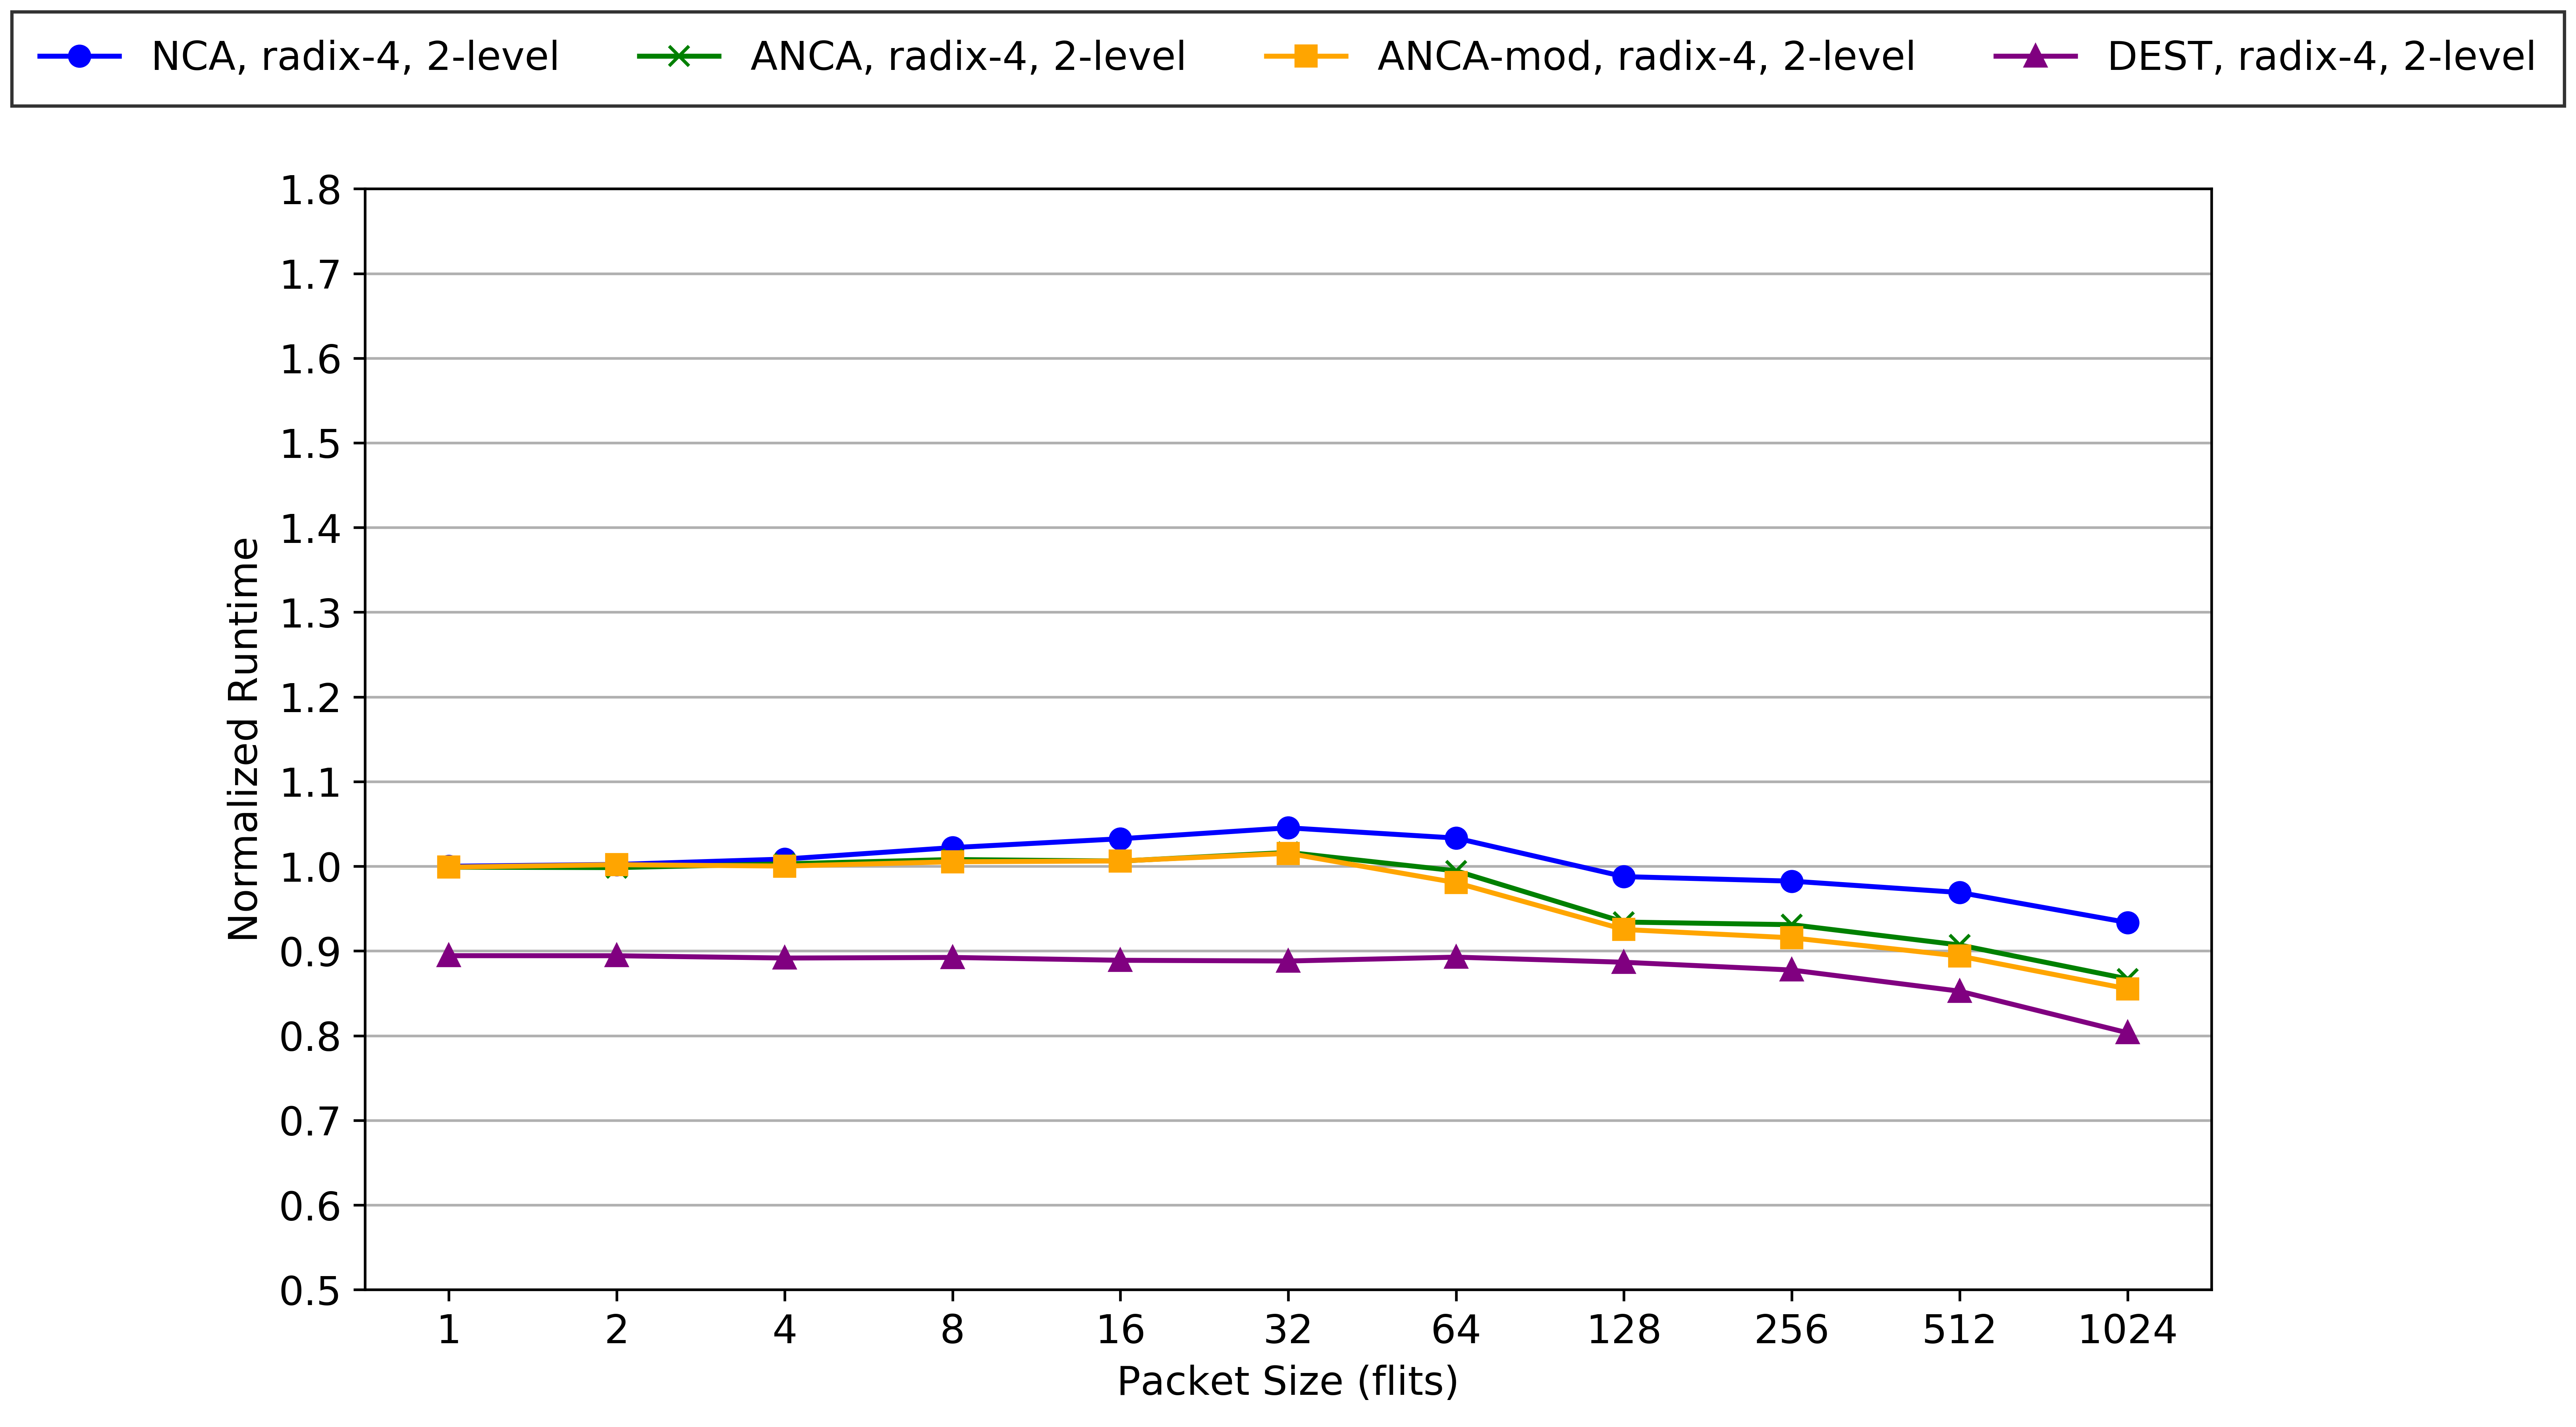 NCA, radix-4, 2-level
ANCA, radix-4, 2-level
ANCA-mod, radix-4, 2-level
DEST, radix-4, 2-level
1.8
1.7
1.6
1.5
1.4
1.3
1.2
1.1
1.0
0.9
0.8
0.7
0.6
0.5
Normalized Runtime
1 2 4 8 16 32 64 128 256 512 1024
Packet Size (flits)